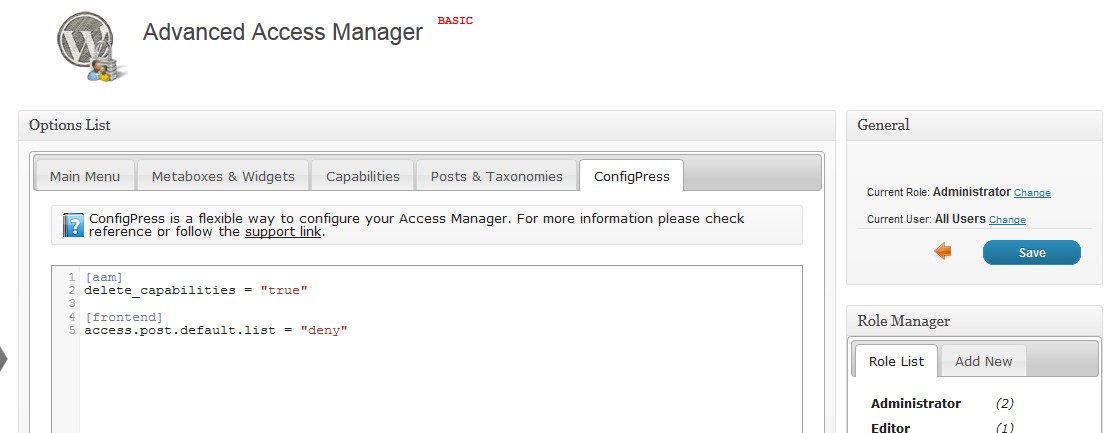 Advanced Access Manager BASIC
Options List
Main Menu Metaboxes & Widgets Capabilities Posts & Taxonomies ConfigPress
ConfigPress is a flexible way to configure your Access Manager. For more information please check
reference or follow the support link.
1 [aam]
2 delete_capabilities = "true"
3
4 [frontend]
5 access.post.default.list = "deny"
General
Current Role: Administrator Change
Current User: All Users Change
Save
Role Manager
Role List Add New
Administrator (2)
Editor (1)